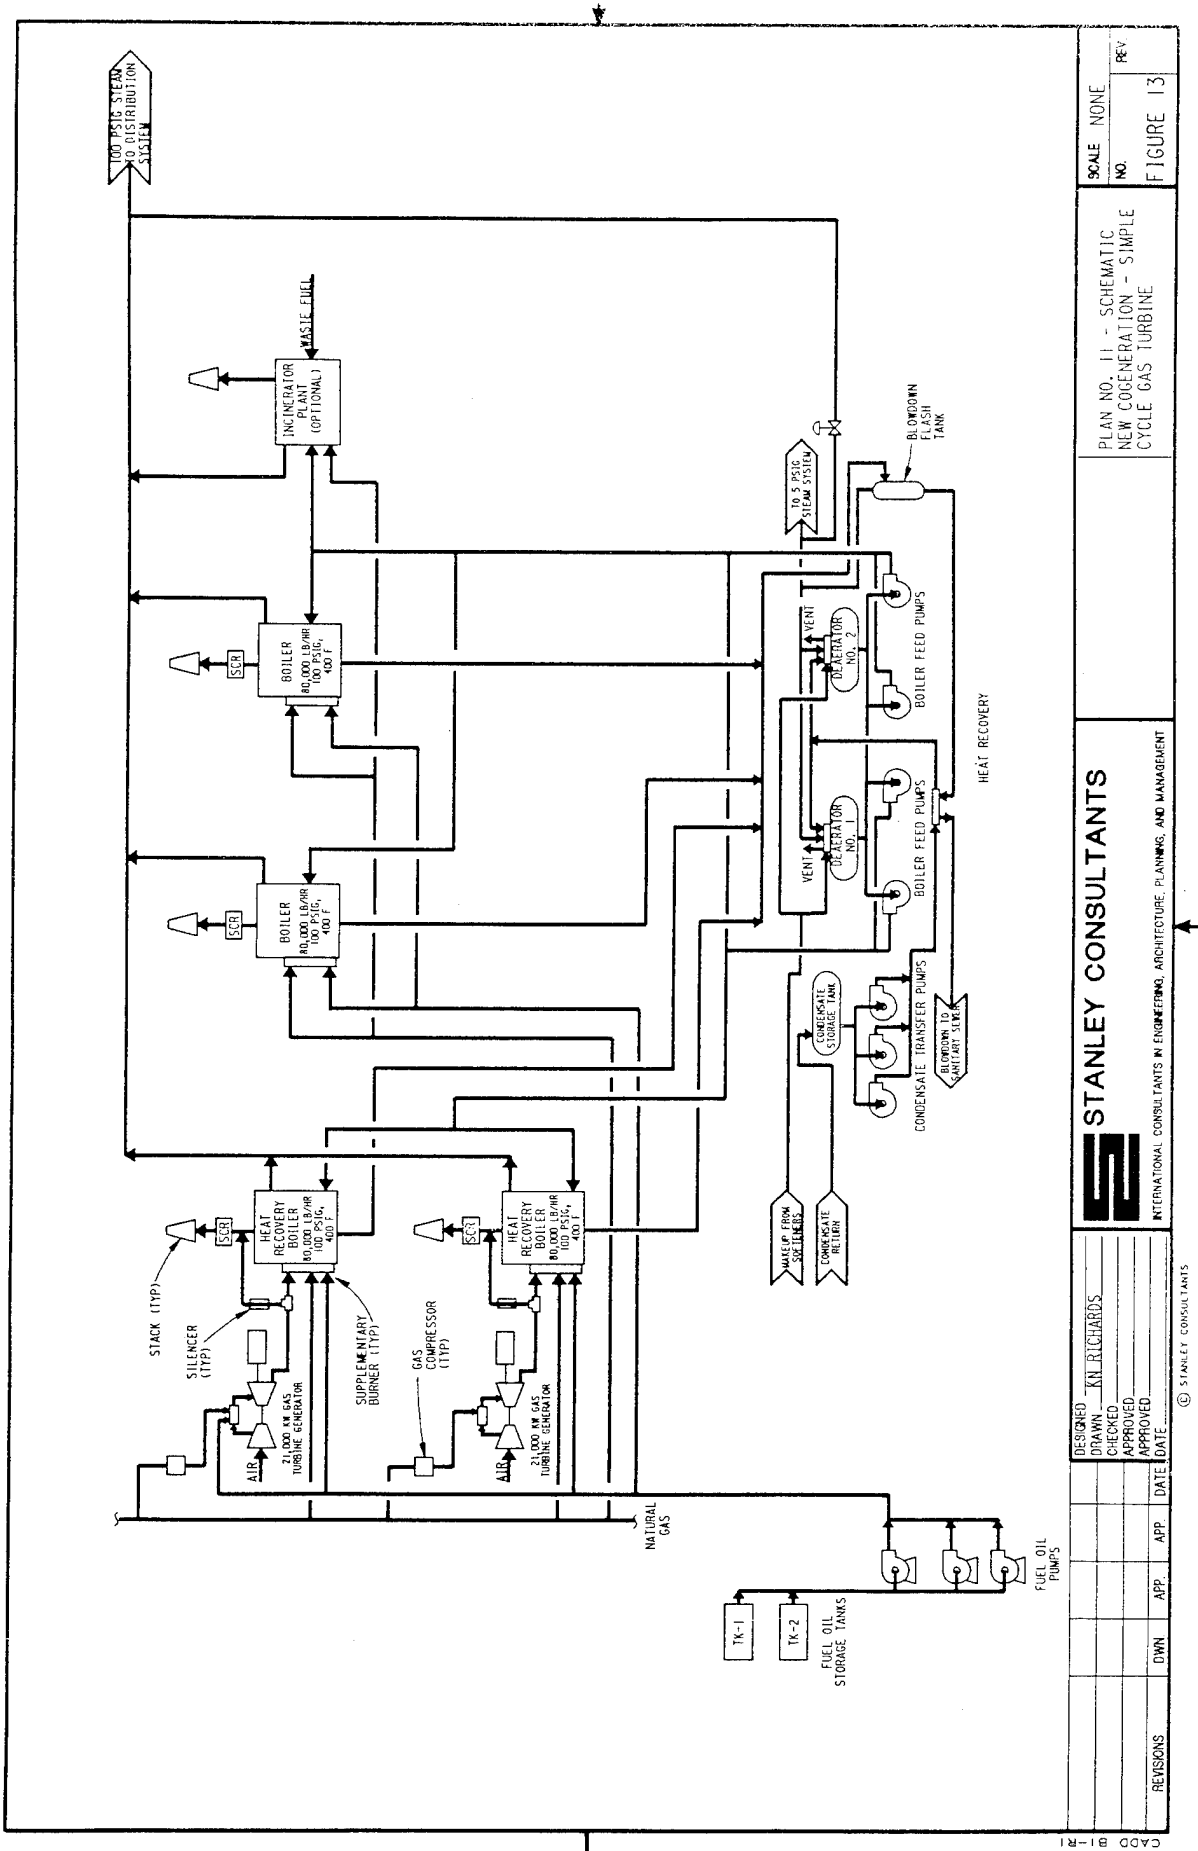 100 PSIG STEAM
TO DISTRIBUTION
SYSTEM
WASTE FUEL
INCINERATOR
PLANT
(OPTIONAL)
SCR
BOILER
80,000 LB/HR
100 PSIG,
400 F
SCR
BOILER
80,000 LB/HR
100 PSIG,
400 F
STACK (TYP)
SCR
HEAT
RECOVERY
BOILER
80,000 LB/HR
100 PSIG,
400 F
SILENCER
(TYP)
SUPPLEMENTARY
BURNER (TYP)
AIR
21,000 KW GAS
TURBINE GENERATOR
SCR
HEAT
RECOVERY
BOILER
80,000 LB/HR
100 PSIG,
400 F
GAS
COMPRESSOR
(TYP)
AIR
21,000 KW GAS
TURBINE GENERATOR
NATURAL
GAS
TK-1
TK-2
FUEL OIL
STORAGE TANKS
FUEL OIL
PUMPS
MAKEUP FROM
SOFTENERS
CONDENSATE
RETURN
CONDENSATE
STORAGE TANK
CONDENSATE TRANSFER PUMPS
BLOWDOWN TO
SANITARY SEWER
VENT
DEAERATOR
NO. 1
BOILER FEED PUMPS
VENT
DEAERATOR
NO. 2
BOILER FEED PUMPS
HEAT RECOVERY
TO 5 PSIG
STEAM SYSTEM
BLOWDOWN
FLASH
TANK
REVISIONS
DWN
APP.
APP.
DATE
DESIGNED
DRAWN KN RICHARDS
CHECKED
APPROVED
APPROVED
DATE
STANLEY CONSULTANTS
INTERNATIONAL CONSULTANTS IN ENGINEERING, ARCHITECTURE, PLANNING, AND MANAGEMENT
PLAN NO. 11 - SCHEMATIC
NEW COGENERATION - SIMPLE
CYCLE GAS TURBINE
SCALE NONE
NO.
REV.
FIGURE 13
© STANLEY CONSULTANTS
CADD B1-R1